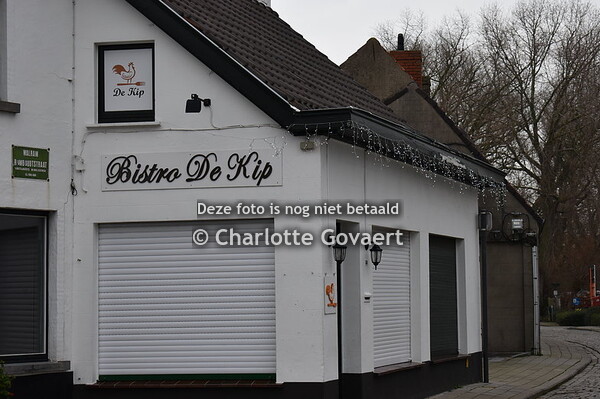 De Kip
Bistro De Kip
Deze foto is nog niet betaald
© Charlotte Govaert